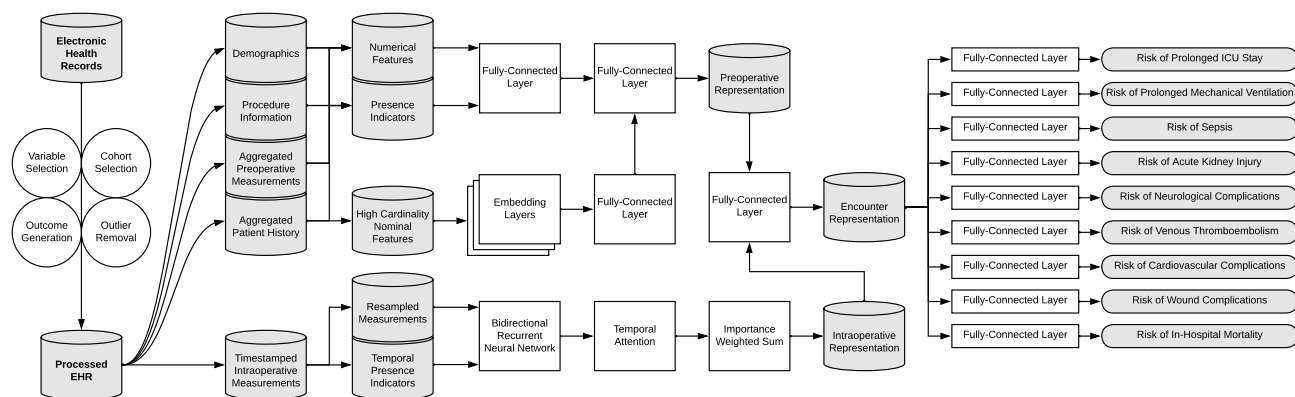 Electronic
Health
Records
Variable
Selection
Cohort
Selection
Outcome
Generation
Outlier
Removal
Processed
EHR
Demographics
Procedure
Information
Aggregated
Preoperative
Measurements
Aggregated
Patient History
Timestamped
Intraoperative
Measurements
Numerical
Features
Presence
Indicators
High Cardinality
Nominal
Features
Resampled
Measurements
Temporal
Presence
Indicators
Fully-Connected
Layer
Embedding
Layers
Bidirectional
Recurrent
Neural Network
Fully-Connected
Layer
Fully-Connected
Layer
Temporal
Attention
Preoperative
Representation
Fully-Connected
Layer
Importance
Weighted Sum
Encounter
Representation
Intraoperative
Representation
Fully-Connected Layer
Risk of Prolonged ICU Stay
Fully-Connected Layer
Risk of Prolonged Mechanical Ventilation
Fully-Connected Layer
Risk of Sepsis
Fully-Connected Layer
Risk of Acute Kidney Injury
Fully-Connected Layer
Risk of Neurological Complications
Fully-Connected Layer
Risk of Venous Thromboembolism
Fully-Connected Layer
Risk of Cardiovascular Complications
Fully-Connected Layer
Risk of Wound Complications
Fully-Connected Layer
Risk of In-Hospital Mortality